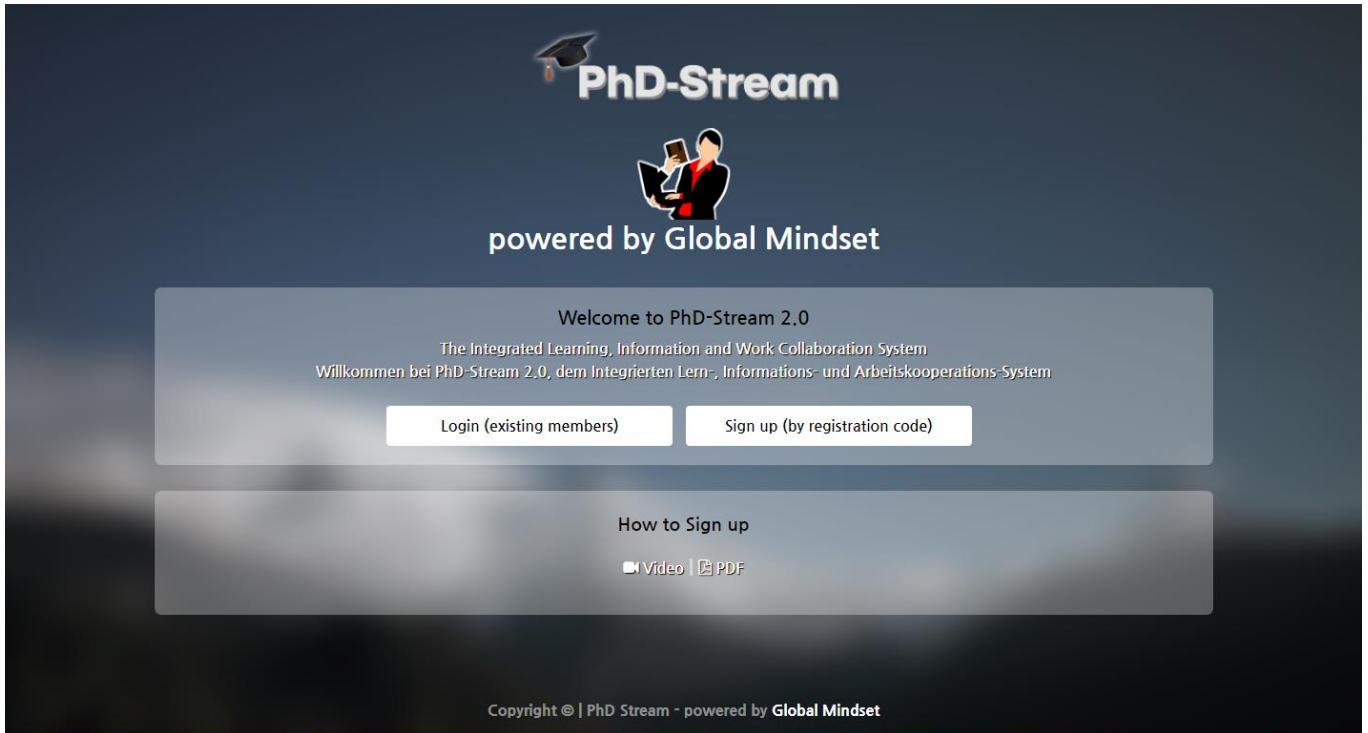 PhD-Stream
powered by Global Mindset
Welcome to PhD-Stream 2.0
The Integrated Learning, Information and Work Collaboration System
Willkommen bei PhD-Stream 2.0, dem Integrierten Lern-, Informations- und Arbeitskooperations-System
Login (existing members) Sign up (by registration code)
How to Sign up
Video | PDF
Copyright © | PhD Stream - powered by Global Mindset